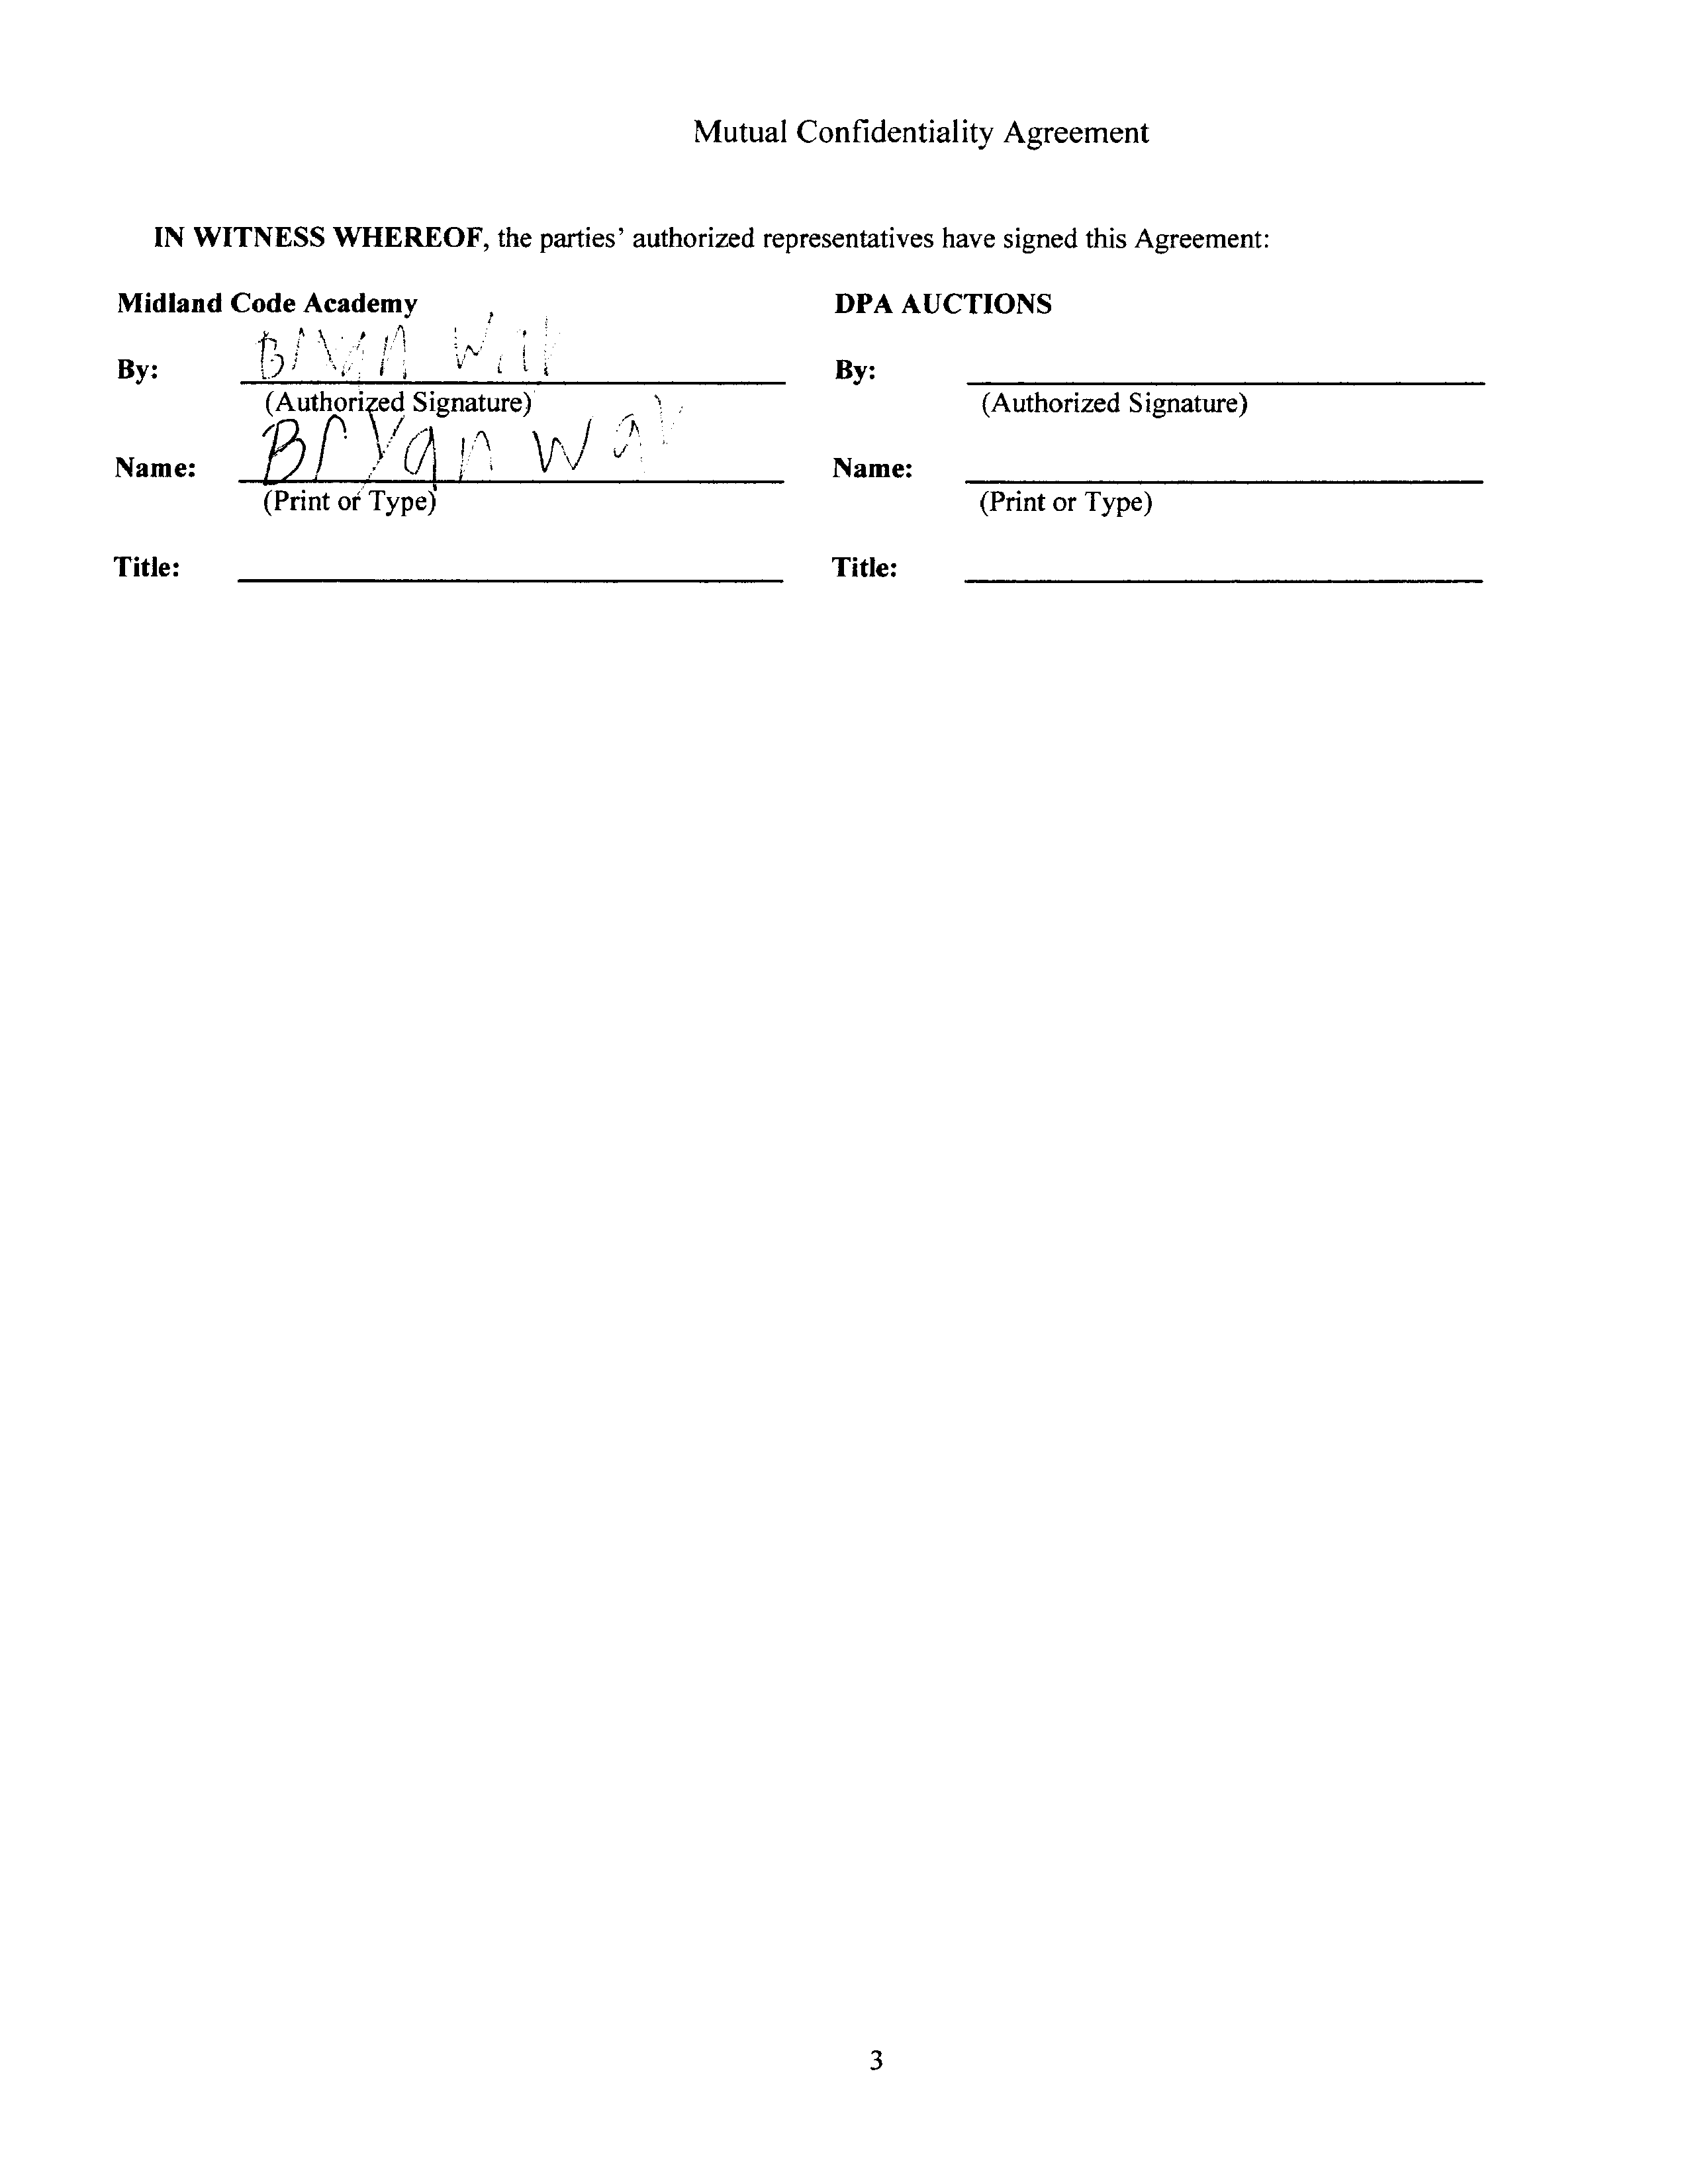 Mutual Confidentiality Agreement
IN WITNESS WHEREOF, the parties’ authorized representatives have signed this Agreement:
Midland Code Academy
By: Bryan
(Authorized Signature)
Name: Bryan
(Print or Type)
Title:
DPA AUCTIONS
By:
(Authorized Signature)
Name:
(Print or Type)
Title:
3